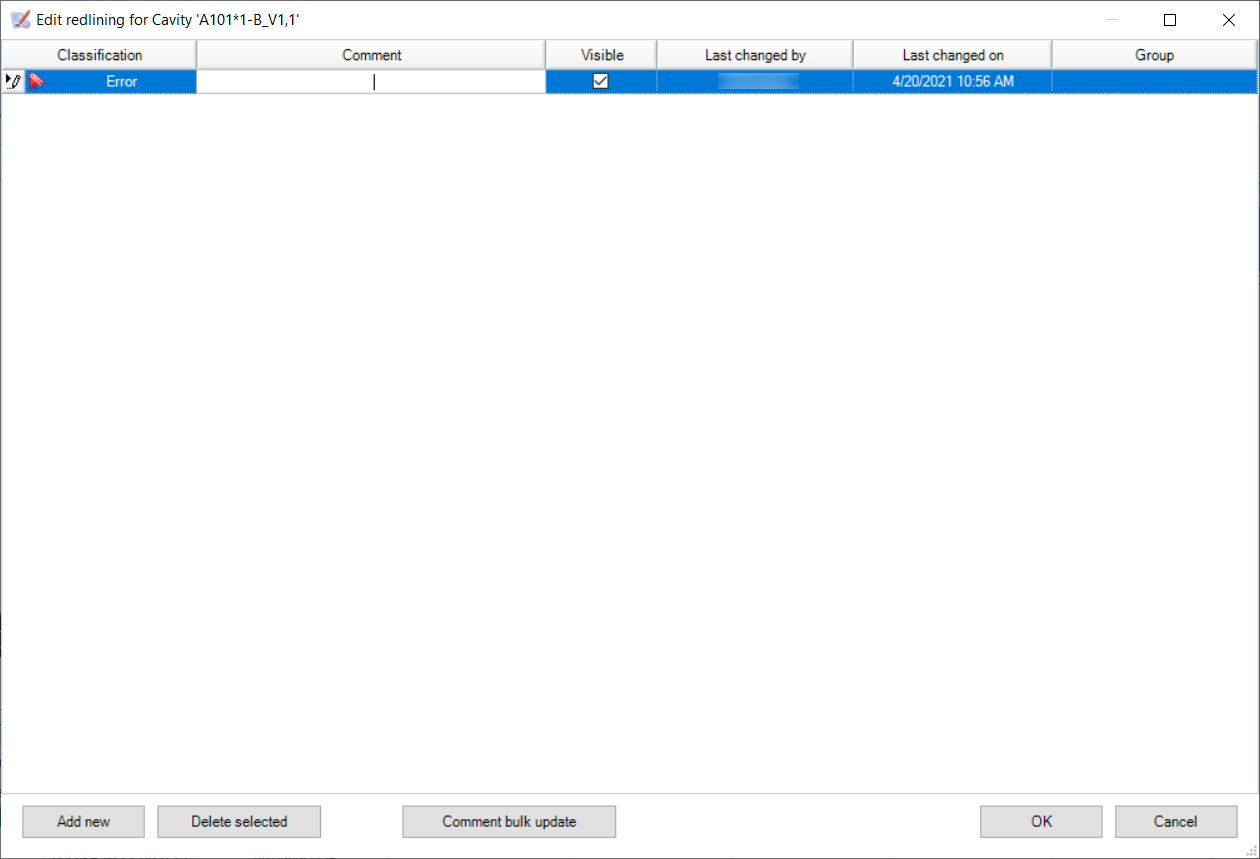 Edit redlining for Cavity 'A101*1-B_V1,1'
Classification Comment Visible Last changed by Last changed on Group
Error 4/20/2021 10:56 AM
Add new Delete selected Comment bulk update OK Cancel